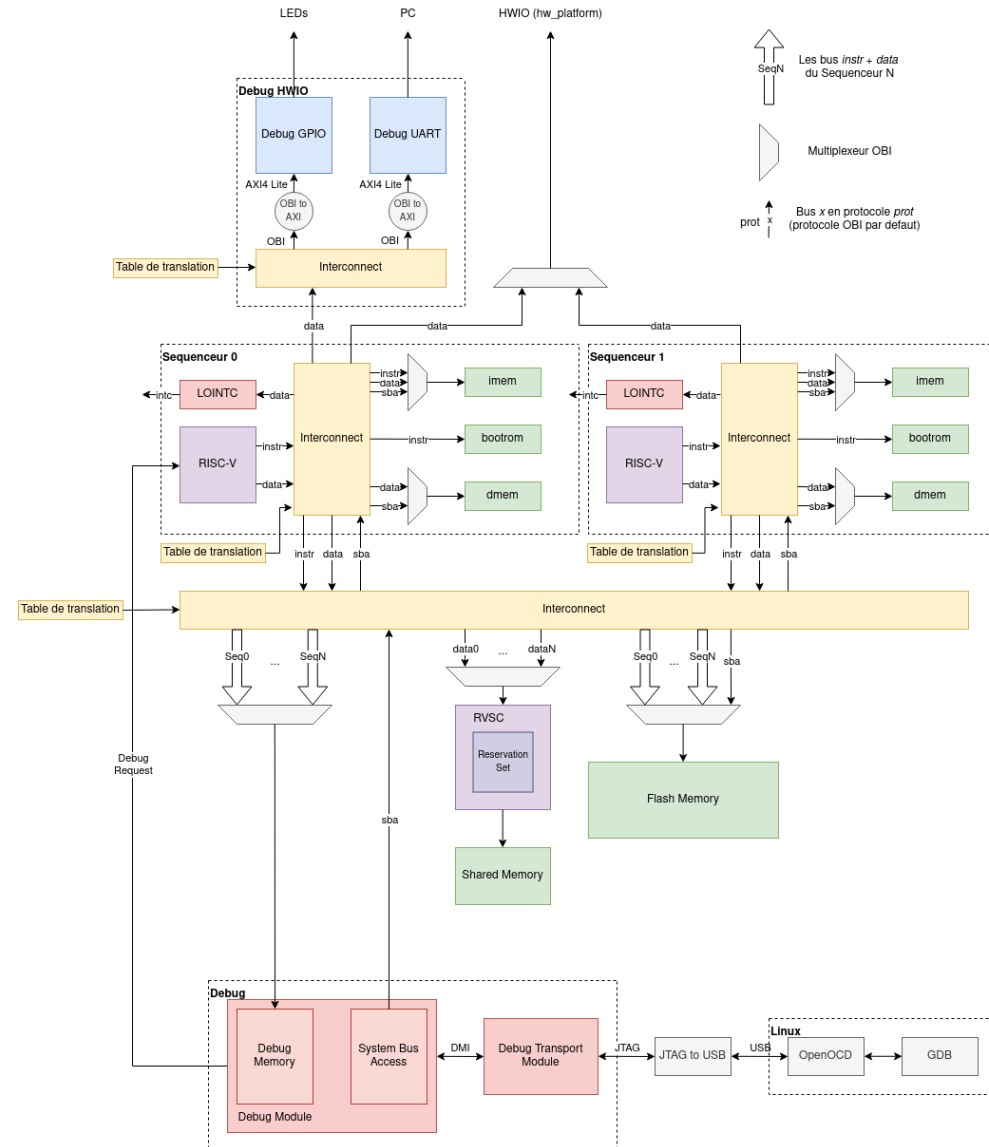 LEDs
PC
HWIO (hw_platform)
SeqN
Les bus instr + data
du Sequenceur N
Debug HWIO
Debug GPIO
Debug UART
Multiplexeur OBI
AXI4 Lite
AXI4 Lite
OBI to
AXI
OBI to
AXI
prot
x
Bus x en protocole prot
(protocole OBI par defaut)
OBI
OBI
Table de translation
Interconnect
data
data
data
Sequenceur 0
Sequenceur 1
intc
LOINTC
data
instr
data
sba
imem
RISC-V
instr
data
Interconnect
instr
bootrom
data
sba
dmem
Table de translation
instr
data
sba
intc
LOINTC
data
instr
data
sba
imem
RISC-V
instr
data
Interconnect
instr
bootrom
data
sba
dmem
Table de translation
instr
data
sba
Table de translation
Interconnect
Seq0
...
SeqN
data0
...
dataN
Seq0
...
SeqN
sba
RVSC
Reservation
Set
Debug
Request
Flash Memory
sba
Shared Memory
Debug
Debug
Memory
System Bus
Access
Debug Module
DMI
Debug Transport
Module
JTAG
JTAG to USB
USB
Linux
OpenOCD
GDB